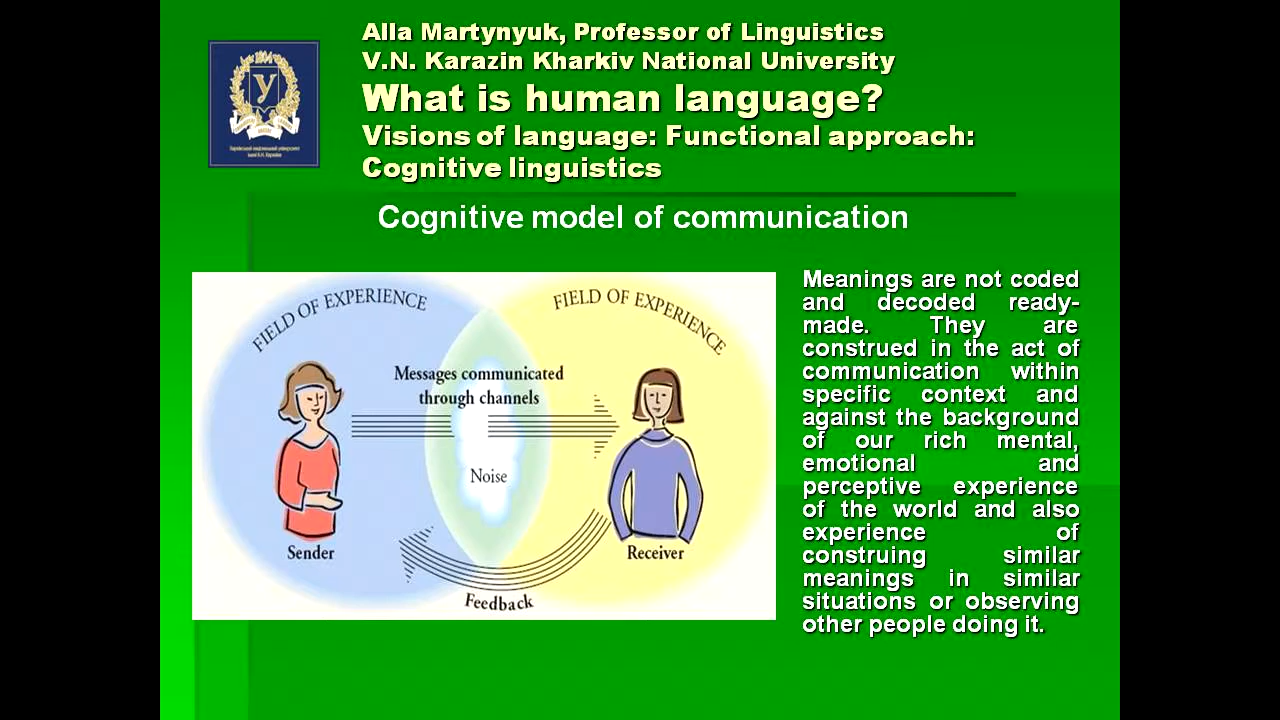 Alla Martynyuk, Professor of Linguistics
V.N. Karazin Kharkiv National University
What is human language?
Visions of language: Functional approach:
Cognitive linguistics
Cognitive model of communication
FIELD OF EXPERIENCE
FIELD OF EXPERIENCE
Messages communicated
through channels
Noise
Sender
Receiver
Feedback
Meanings are not coded
and decoded ready-
made. They are
construed in the act of
communication within
specific context and
against the background
of our rich mental,
emotional and
perceptive experience
of the world and also
experience of
construing similar
meanings in similar
situations or observing
other people doing it.